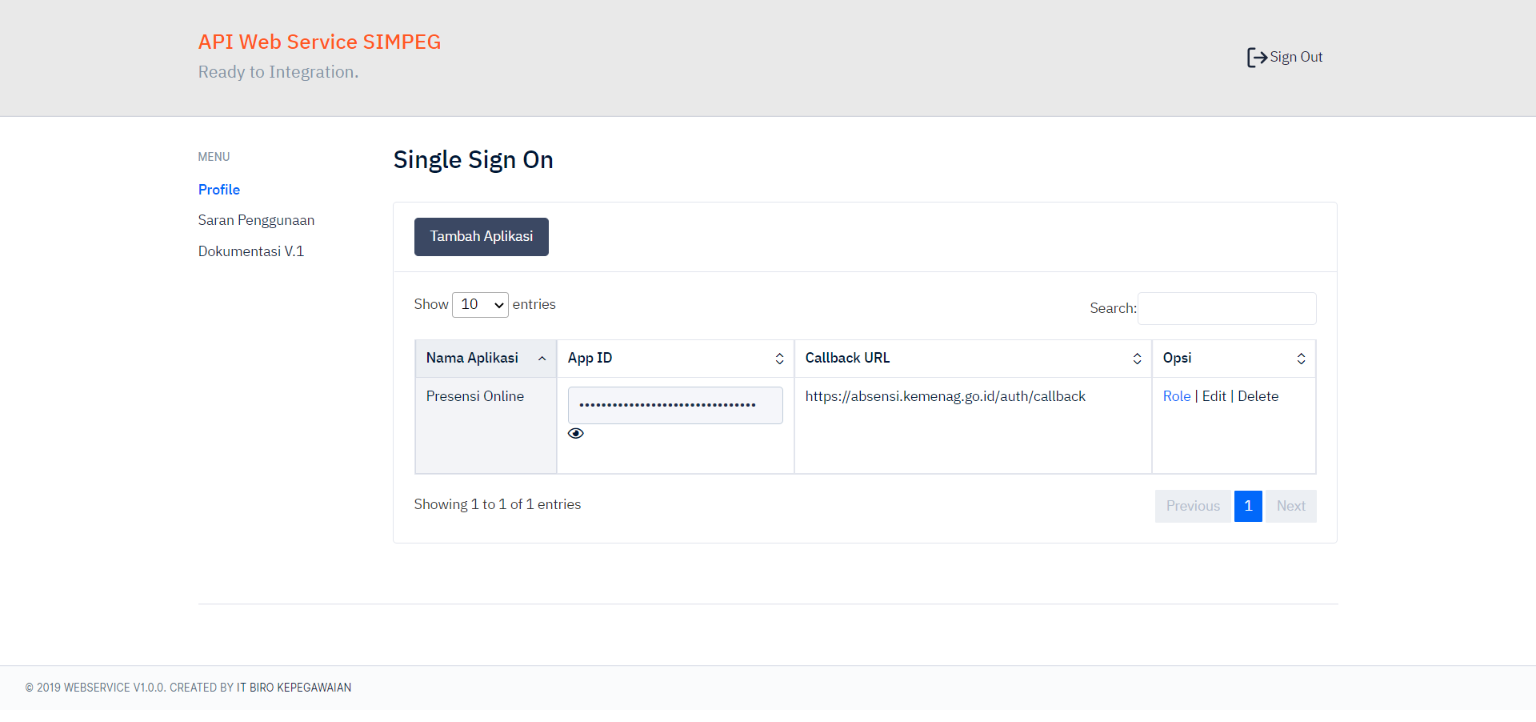 API Web Service SIMPEG
Ready to Integration.
Sign Out
MENU
Profile
Saran Penggunaan
Dokumentasi V.1
Single Sign On
Tambah Aplikasi
Show 10 entries
Search:
Nama Aplikasi App ID Callback URL Opsi
Presensi Online •••••••••••••••••••••••••••••••• https://absensi.kemenag.go.id/auth/callback Role | Edit | Delete
Showing 1 to 1 of 1 entries
Previous 1 Next
© 2019 WEBSERVICE V1.0.0. CREATED BY IT BIRO KEPEGAWAIAN